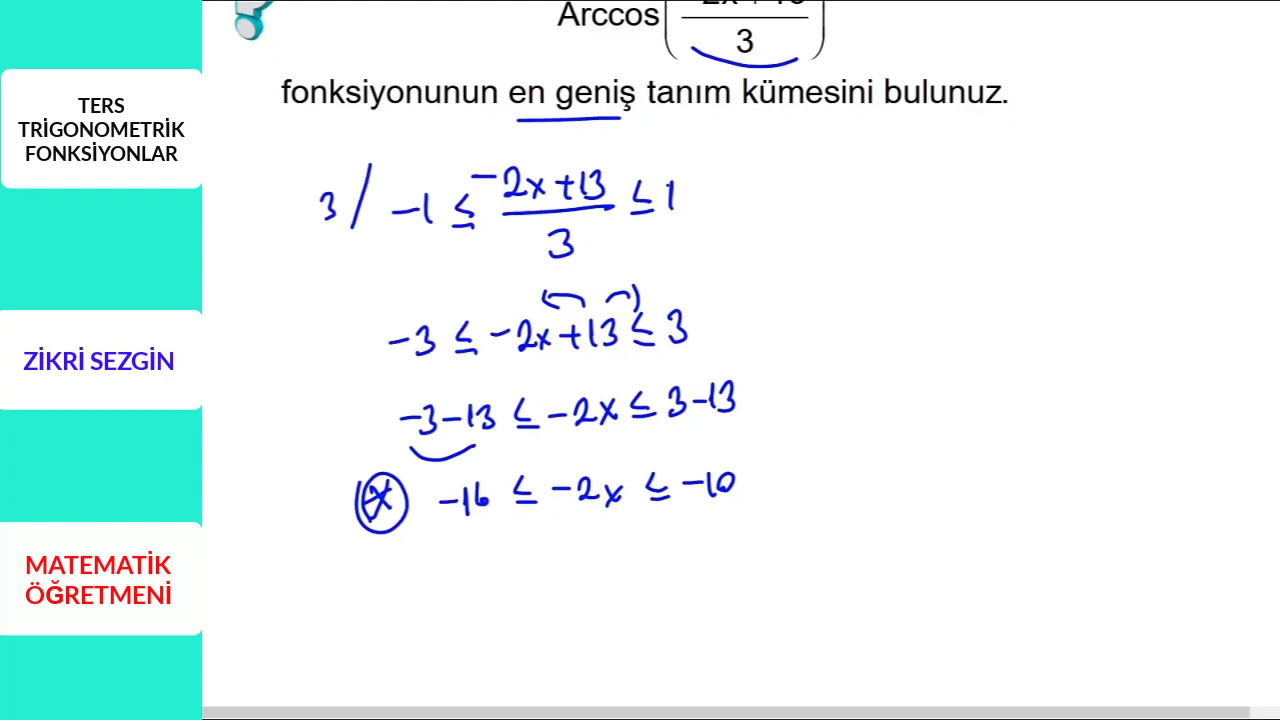 TERS
TRİGONOMETRİK
FONKSİYONLAR
ZİKRİ SEZGİN
MATEMATİK
ÖĞRETMENİ
Arccos
3
fonksiyonunun en geniş tanım kümesini bulunuz.
3 / -1 ≤ (-2x+13)/3 ≤ 1
-3 ≤ -2x+13 ≤ 3
-3-13 ≤ -2x ≤ 3-13
-16 ≤ -2x ≤ -10